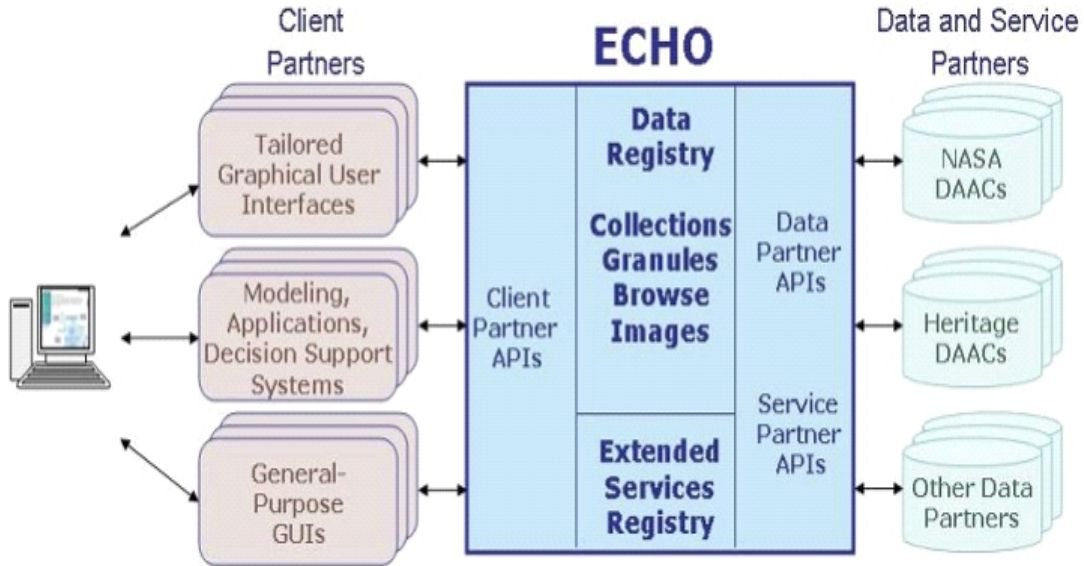 Client
Partners
ECHO
Data and Service
Partners
Tailored
Graphical User
Interfaces
Modeling,
Applications,
Decision Support
Systems
General-
Purpose
GUIs
Client
Partner
APIs
Data
Registry
Collections
Granules
Browse
Images
Extended
Services
Registry
Data
Partner
APIs
Service
Partner
APIs
NASA
DAACs
Heritage
DAACs
Other Data
Partners